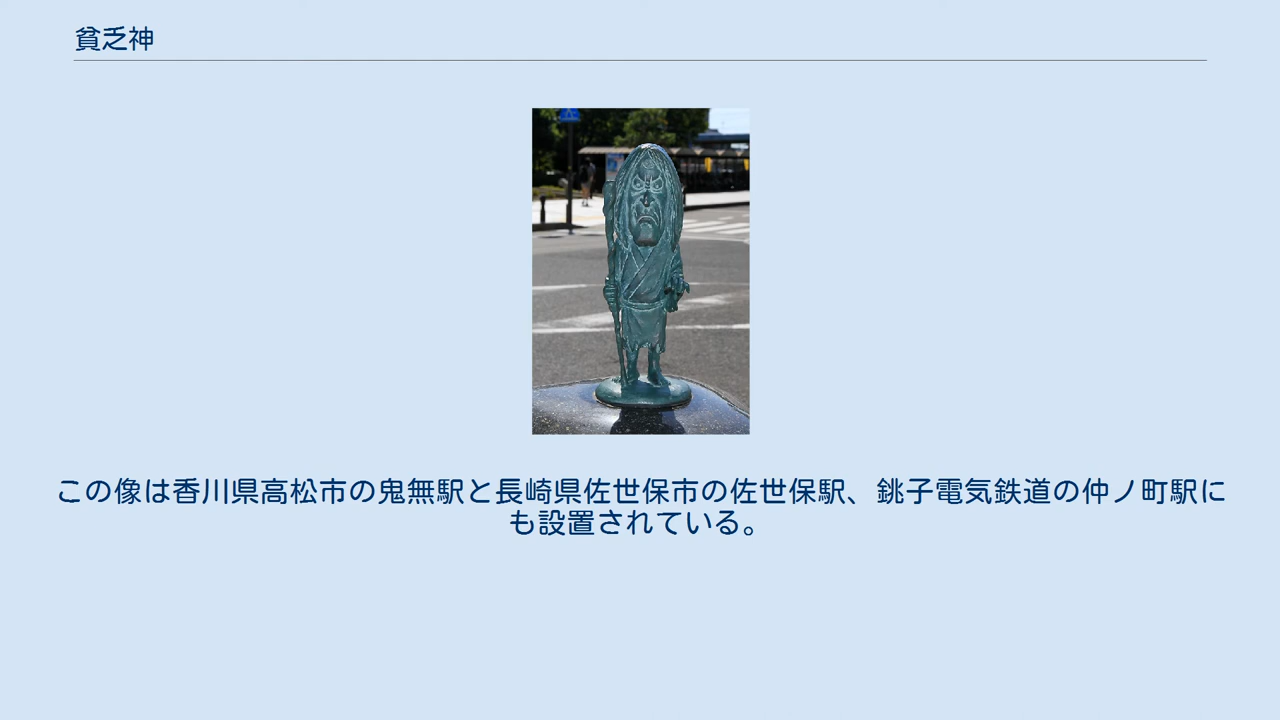 貧乏神
この像は香川県高松市の鬼無駅と長崎県佐世保市の佐世保駅、銚子電気鉄道の仲ノ町駅に
も設置されている。